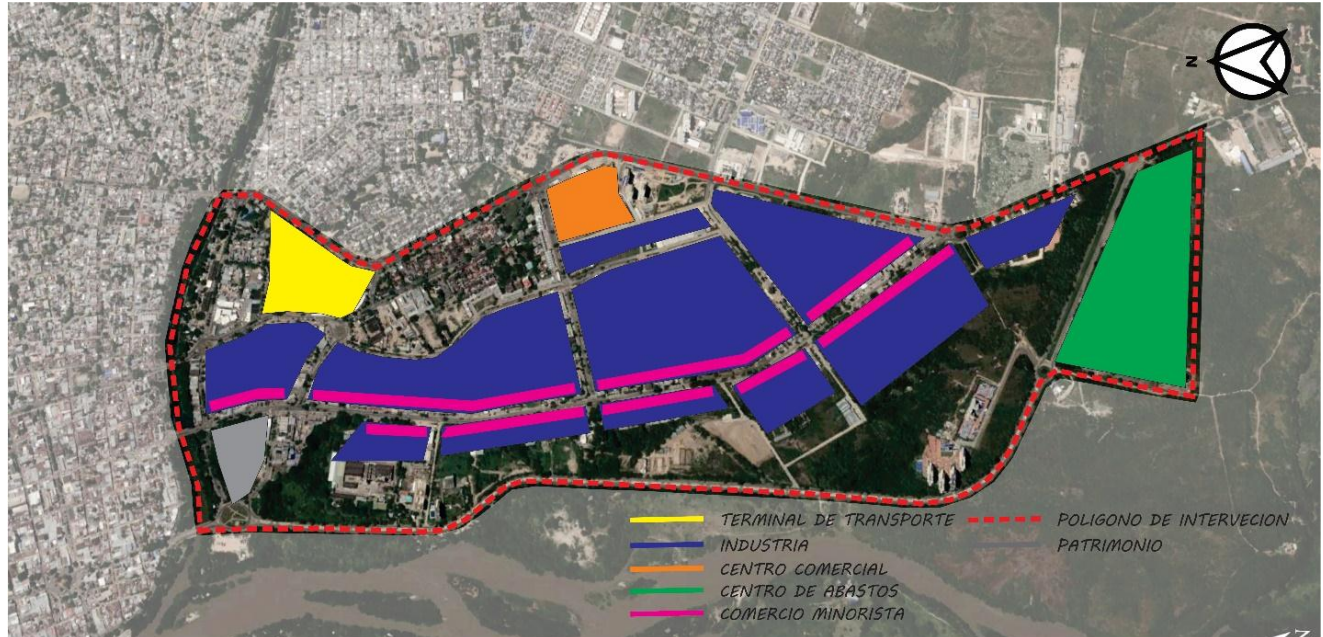 N
TERMINAL DE TRANSPORTE
INDUSTRIA
CENTRO COMERCIAL
CENTRO DE ABASTOS
COMERCIO MINORISTA
POLIGONO DE INTERVECION
PATRIMONIO